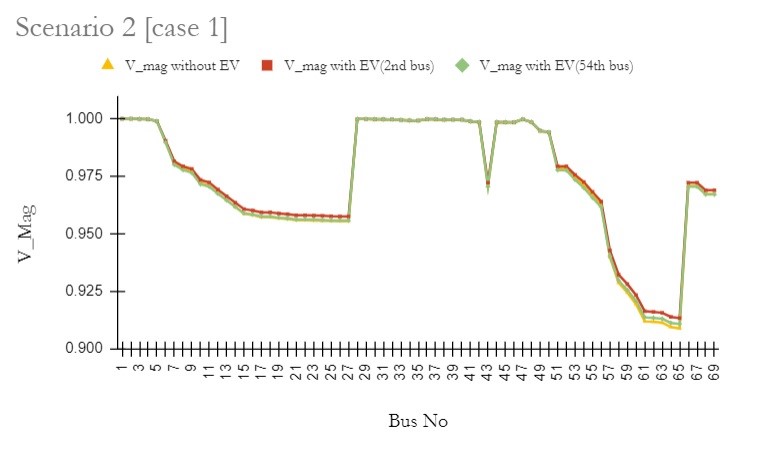 Scenario 2 [case 1]
V_mag without EV V_mag with EV(2nd bus) V_mag with EV(54th bus)
1.000
0.975
0.950
0.925
0.900
V_Mag
1 3 5 7 9 11 13 15 17 19 21 23 25 27 29 31 33 35 37 39 41 43 45 47 49 51 53 55 57 59 61 63 65 67 69
Bus No